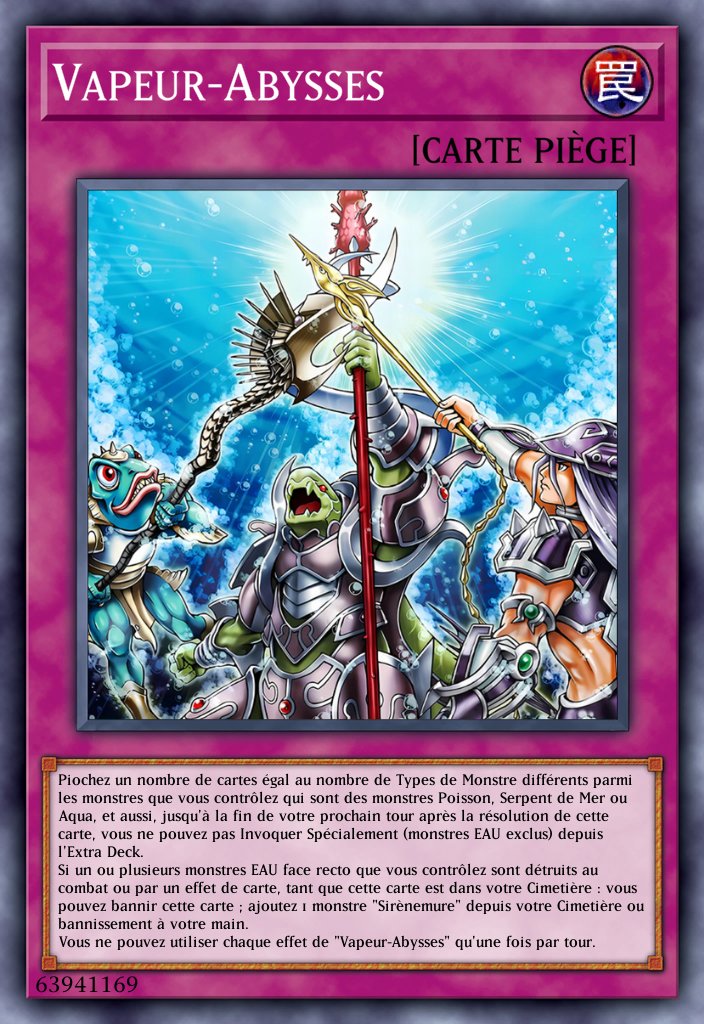 Vapeur-Abysses
罠
[CARTE PIÈGE]
Piochez un nombre de cartes égal au nombre de Types de Monstre différents parmi
les monstres que vous contrôlez qui sont des monstres Poisson, Serpent de Mer ou
Aqua, et aussi, jusqu'à la fin de votre prochain tour après la résolution de cette
carte, vous ne pouvez pas Invoquer Spécialement (monstres EAU exclus) depuis
l'Extra Deck.
Si un ou plusieurs monstres EAU face recto que vous contrôlez sont détruits au
combat ou par un effet de carte, tant que cette carte est dans votre Cimetière : vous
pouvez bannir cette carte ; ajoutez 1 monstre "Sirènemure" depuis votre Cimetière ou
bannissement à votre main.
Vous ne pouvez utiliser chaque effet de "Vapeur-Abysses" qu'une fois par tour.
63941169